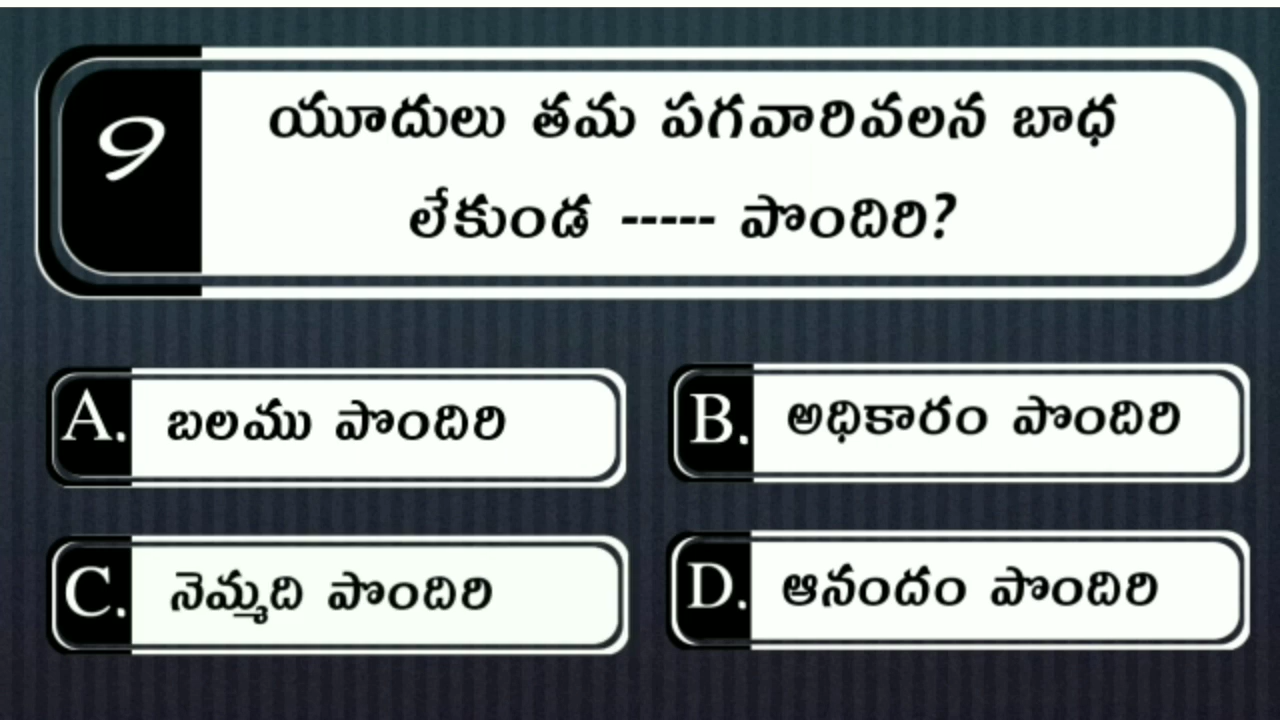 9
యూదులు తమ పగవారివలన బాధ
లేకుండ ----- పొందిరి?
A. బలము పొందిరి
B. అధికారం పొందిరి
C. నెమ్మది పొందిరి
D. ఆనందం పొందిరి